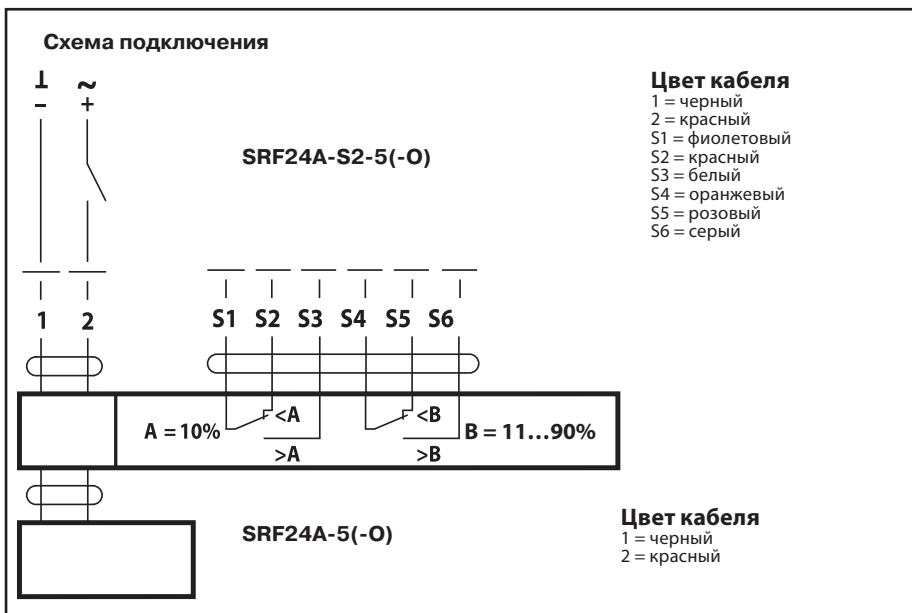 Схема подключения
⊥ ~
– +
SRF24A-S2-5(-O)
Цвет кабеля
1 = черный
2 = красный
S1 = фиолетовый
S2 = красный
S3 = белый
S4 = оранжевый
S5 = розовый
S6 = серый
1 2 S1 S2 S3 S4 S5 S6
A = 10% <A >A <B >B B = 11...90%
SRF24A-5(-O)
Цвет кабеля
1 = черный
2 = красный